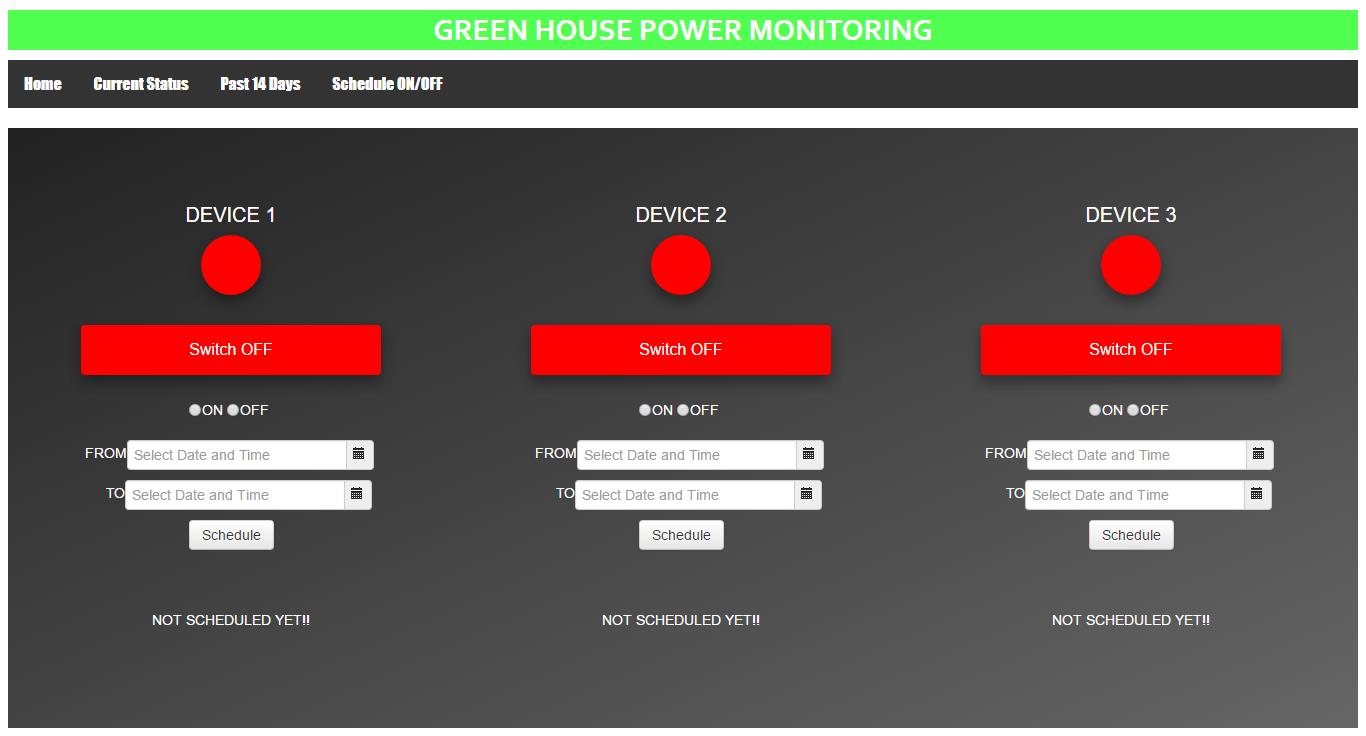 GREEN HOUSE POWER MONITORING
Home Current Status Past 14 Days Schedule ON/OFF
DEVICE 1 DEVICE 2 DEVICE 3
Switch OFF Switch OFF Switch OFF
ON OFF ON OFF ON OFF
FROM Select Date and Time FROM Select Date and Time FROM Select Date and Time
TO Select Date and Time TO Select Date and Time TO Select Date and Time
Schedule Schedule Schedule
NOT SCHEDULED YET!! NOT SCHEDULED YET!! NOT SCHEDULED YET!!